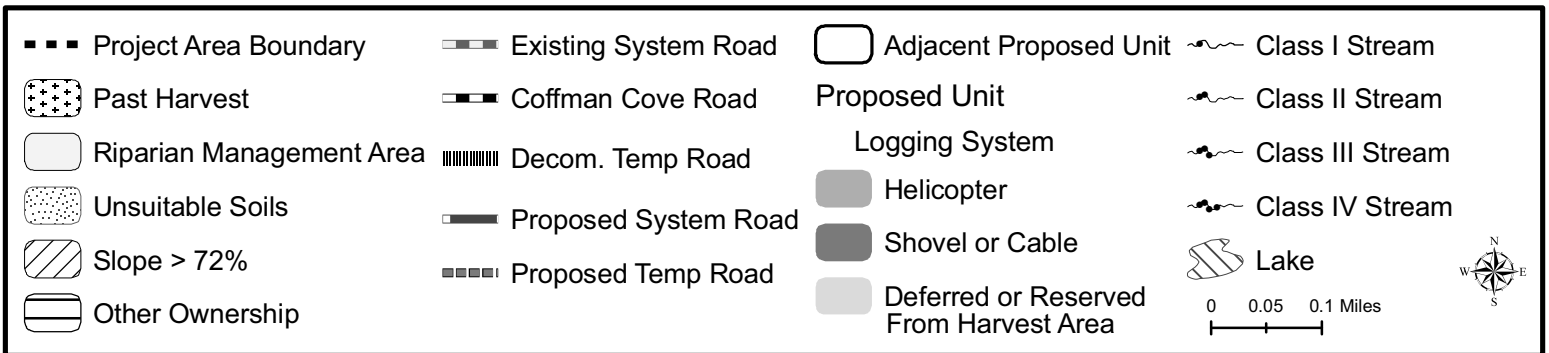 Project Area Boundary
Past Harvest
Riparian Management Area
Unsuitable Soils
Slope > 72%
Other Ownership
Existing System Road
Coffman Cove Road
Decom. Temp Road
Proposed System Road
Proposed Temp Road
Adjacent Proposed Unit
Proposed Unit
Logging System
Helicopter
Shovel or Cable
Deferred or Reserved
From Harvest Area
Class I Stream
Class II Stream
Class III Stream
Class IV Stream
Lake
0 0.05 0.1 Miles
N
W E
S